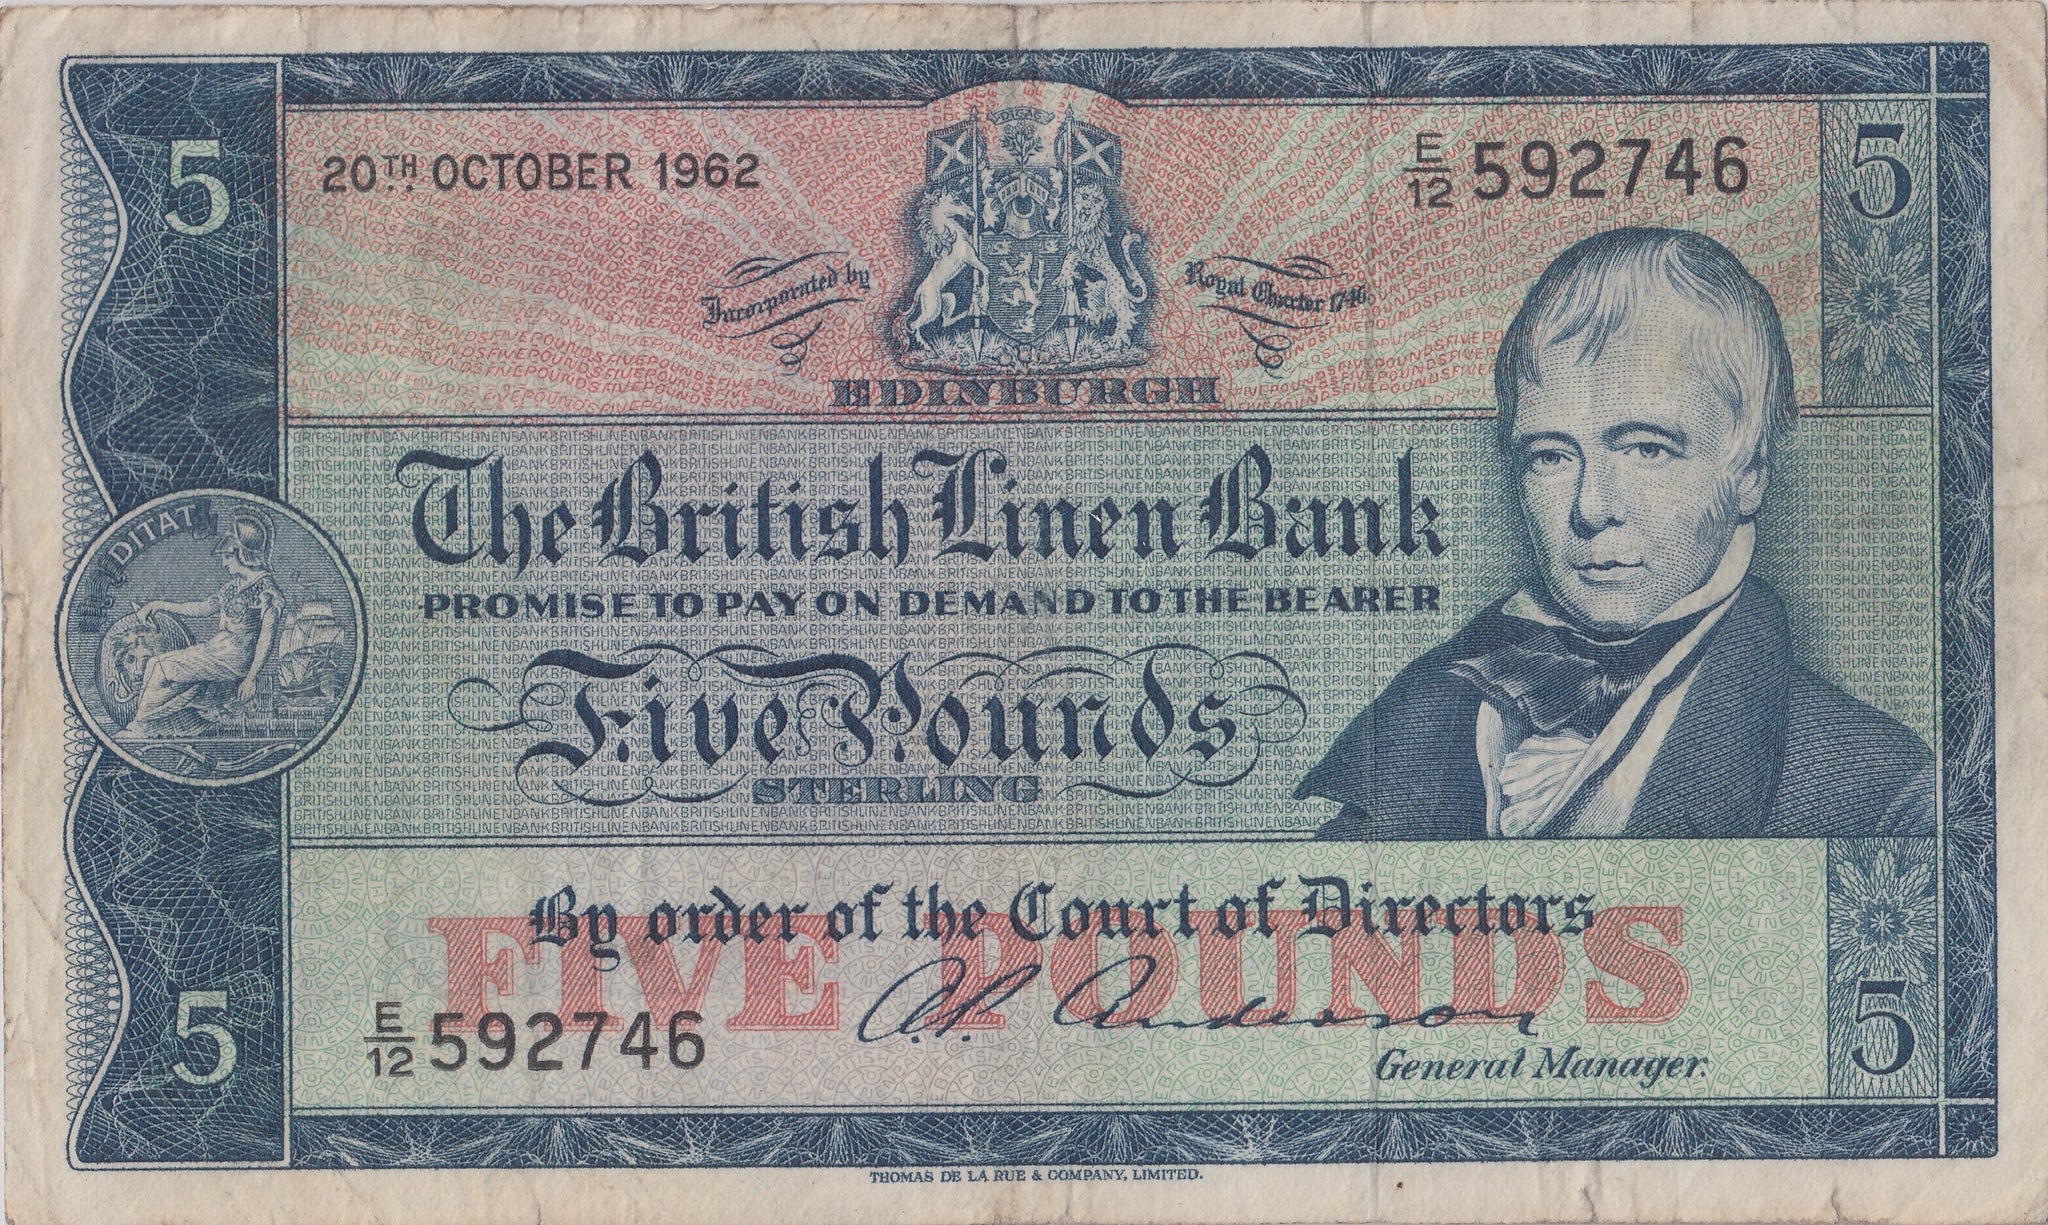 DIGAS
5
20TH OCTOBER 1962
E/12 592746
5
Incorporated by
Royal Charter 1746
EDINBURGH
DITAT
The British Linen Bank
PROMISE TO PAY ON DEMAND TO THE BEARER
Five Pounds
STERLING
By order of the Court of Directors
FIVE POUNDS
A. P. Anderson
General Manager.
5
E/12 592746
5
THOMAS DE LA RUE & COMPANY, LIMITED.